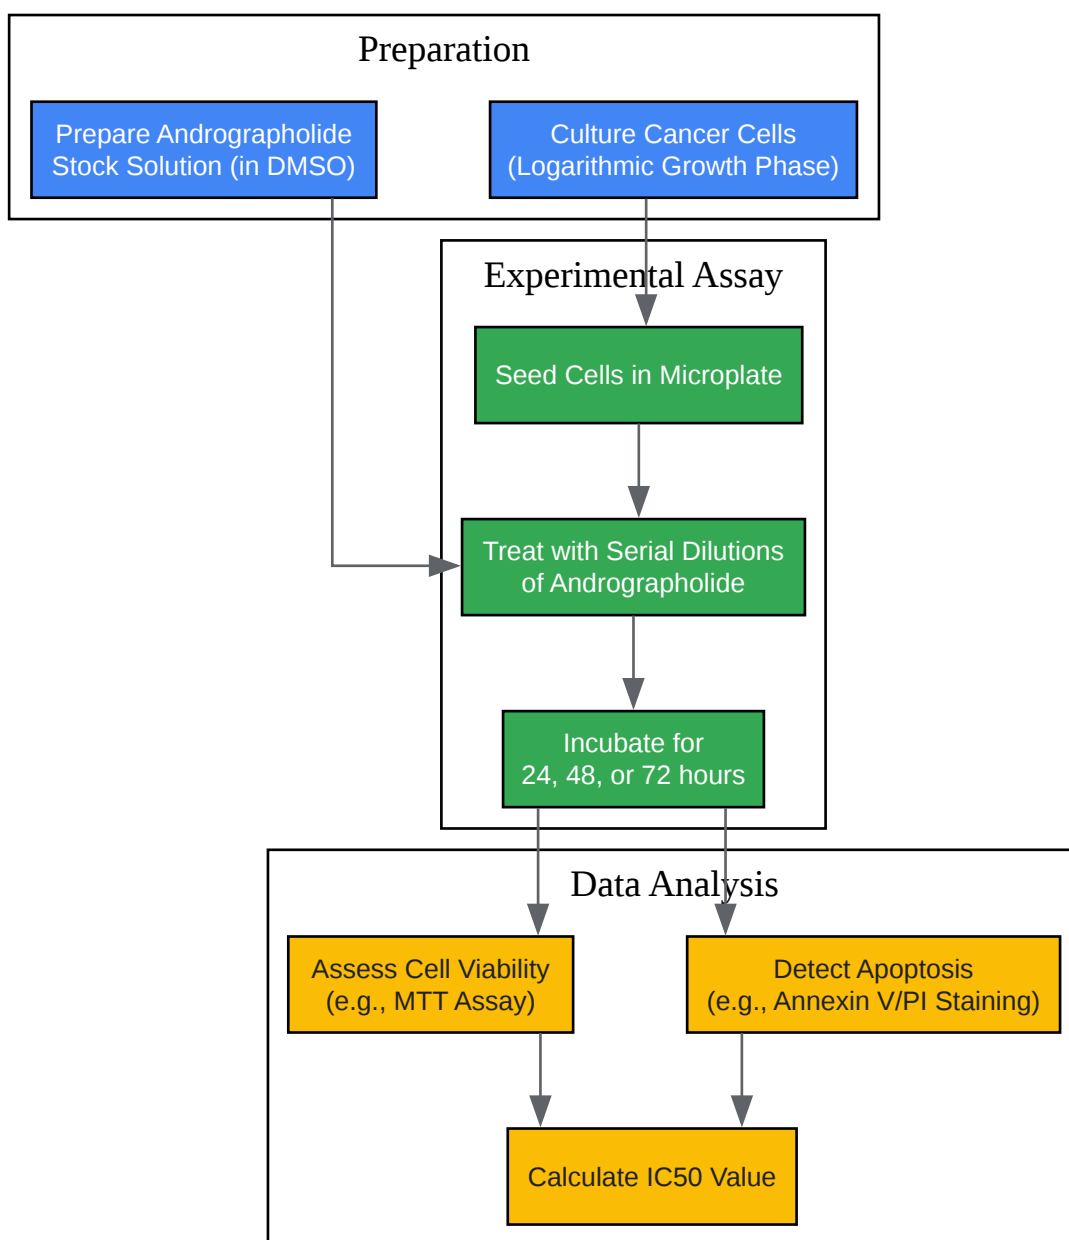 Preparation
Prepare Andrographolide
Stock Solution (in DMSO)
Culture Cancer Cells
(Logarithmic Growth Phase)
Experimental Assay
Seed Cells in Microplate
Treat with Serial Dilutions
of Andrographolide
Incubate for
24, 48, or 72 hours
Data Analysis
Assess Cell Viability
(e.g., MTT Assay)
Detect Apoptosis
(e.g., Annexin V/PI Staining)
Calculate IC50 Value